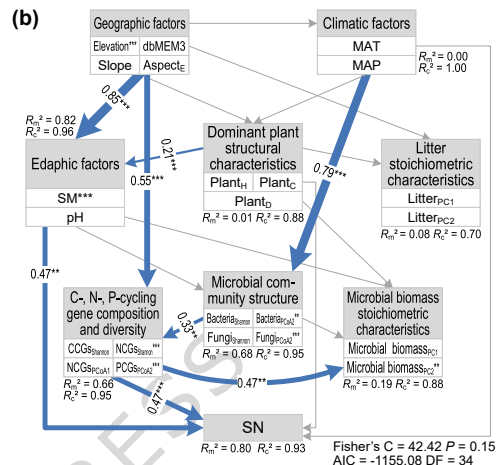 (b)
Geographic factors
Elevation*** dbMEM3
Slope AspectE
Climatic factors
MAT
MAP
Rm² = 0.00
Rc² = 1.00
0.85***
Rm² = 0.82
Rc² = 0.96
0.21***
0.55***
0.79***
Edaphic factors
SM***
pH
Dominant plant
structural
characteristics
PlantH PlantC
PlantD
Rm² = 0.01 Rc² = 0.88
Litter
stoichiometric
characteristics
LitterPC1
LitterPC2
Rm² = 0.08 Rc² = 0.70
0.47**
C-, N-, P-cycling
gene composition
and diversity
CCGsShannon NCGsShannon***
NCGsPCoA1 PCGsPCoA2***
Rm² = 0.66
Rc² = 0.95
0.33**
Microbial com-
munity structure
BacteriaShannon BacteriaPCoA2**
FungiShannon FungiPCoA2***
Rm² = 0.68 Rc² = 0.95
Microbial biomass
stoichiometric
characteristics
Microbial biomassPC1
Microbial biomassPC2**
Rm² = 0.19 Rc² = 0.88
0.47**
0.47***
SN
Rm² = 0.80 Rc² = 0.93
Fisher's C = 42.42 P = 0.15
AIC = -1155.08 DF = 34
RESS